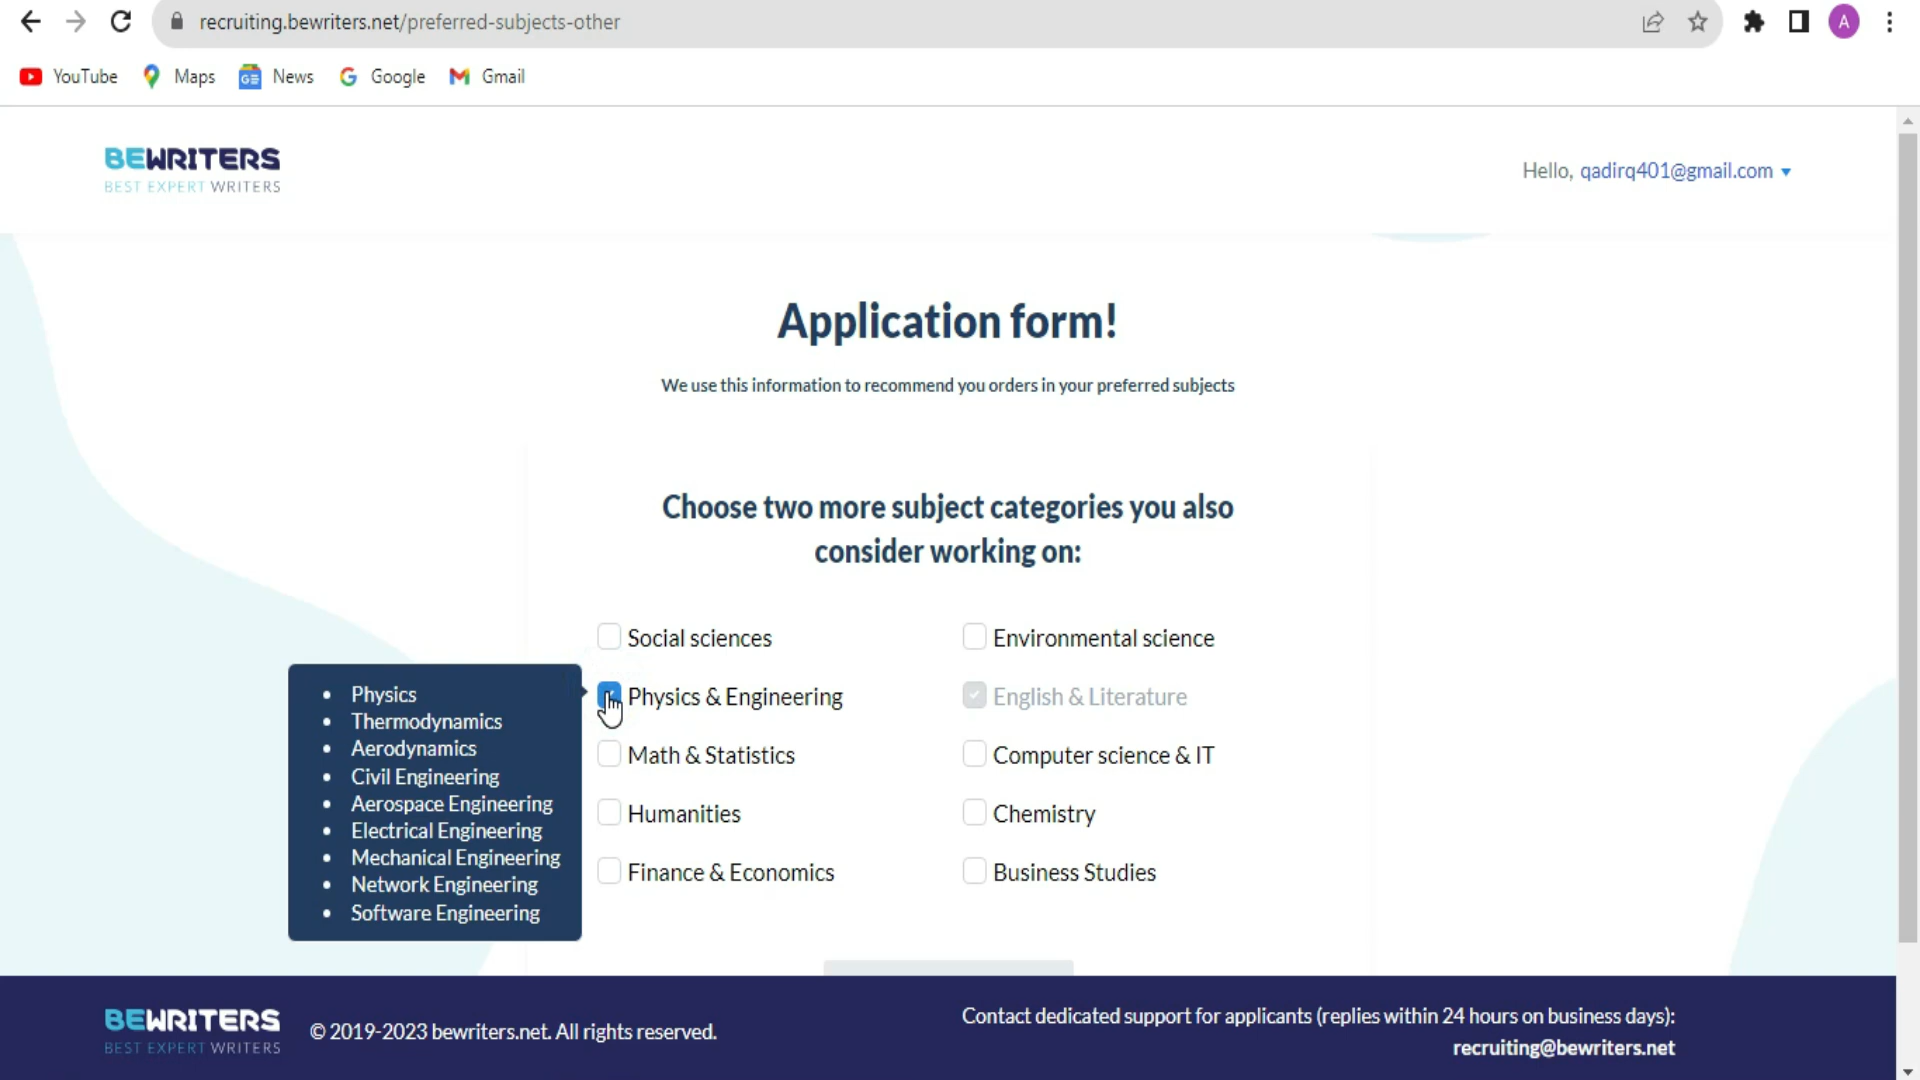 recruiting.bewriters.net/preferred-subjects-other
A
YouTube Maps News Google Gmail
BEWRITERS
BEST EXPERT WRITERS
Hello, qadirq401@gmail.com
Application form!
We use this information to recommend you orders in your preferred subjects
Choose two more subject categories you also
consider working on:
Social sciences
Environmental science
Physics & Engineering
English & Literature
Math & Statistics
Computer science & IT
Humanities
Chemistry
Finance & Economics
Business Studies
Physics
Thermodynamics
Aerodynamics
Civil Engineering
Aerospace Engineering
Electrical Engineering
Mechanical Engineering
Network Engineering
Software Engineering
BEWRITERS
BEST EXPERT WRITERS
© 2019-2023 bewriters.net. All rights reserved.
Contact dedicated support for applicants (replies within 24 hours on business days):
recruiting@bewriters.net